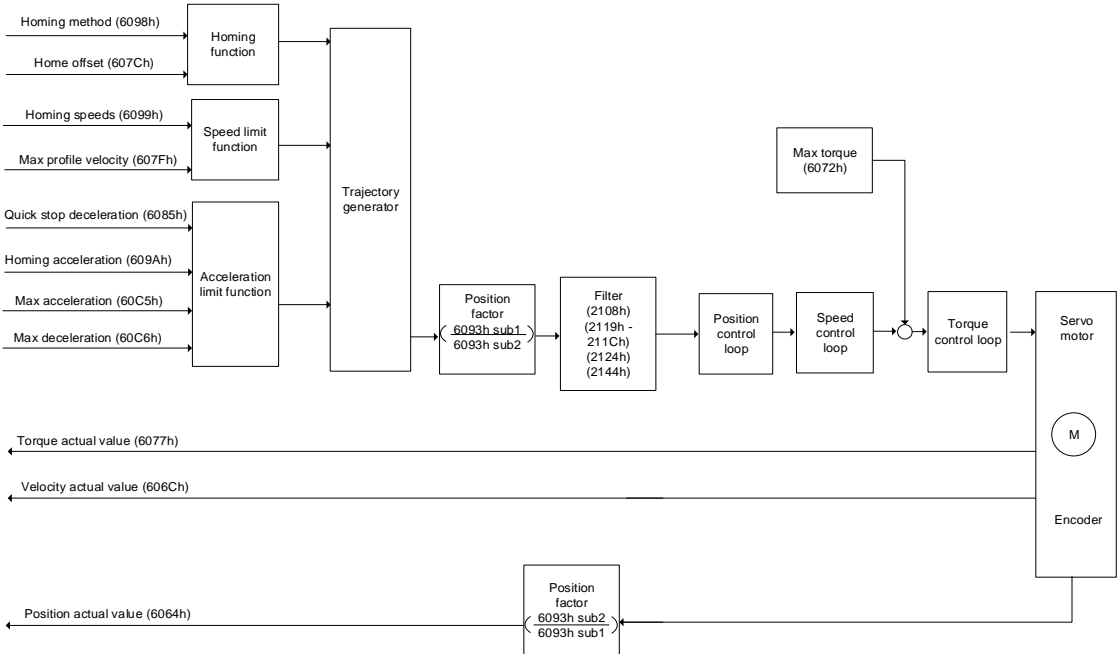 Homing method (6098h)
Home offset (607Ch)
Homing
function
Homing speeds (6099h)
Max profile velocity (607Fh)
Speed limit
function
Quick stop deceleration (6085h)
Homing acceleration (609Ah)
Max acceleration (60C5h)
Max deceleration (60C6h)
Acceleration
limit function
Trajectory
generator
Position
factor
( 6093h sub1 )
6093h sub2
Filter
(2108h)
(2119h -
211Ch)
(2124h)
(2144h)
Position
control
loop
Speed
control
loop
Max torque
(6072h)
Torque
control loop
Servo
motor
M
Encoder
Torque actual value (6077h)
Velocity actual value (606Ch)
Position actual value (6064h)
Position
factor
( 6093h sub2 )
6093h sub1